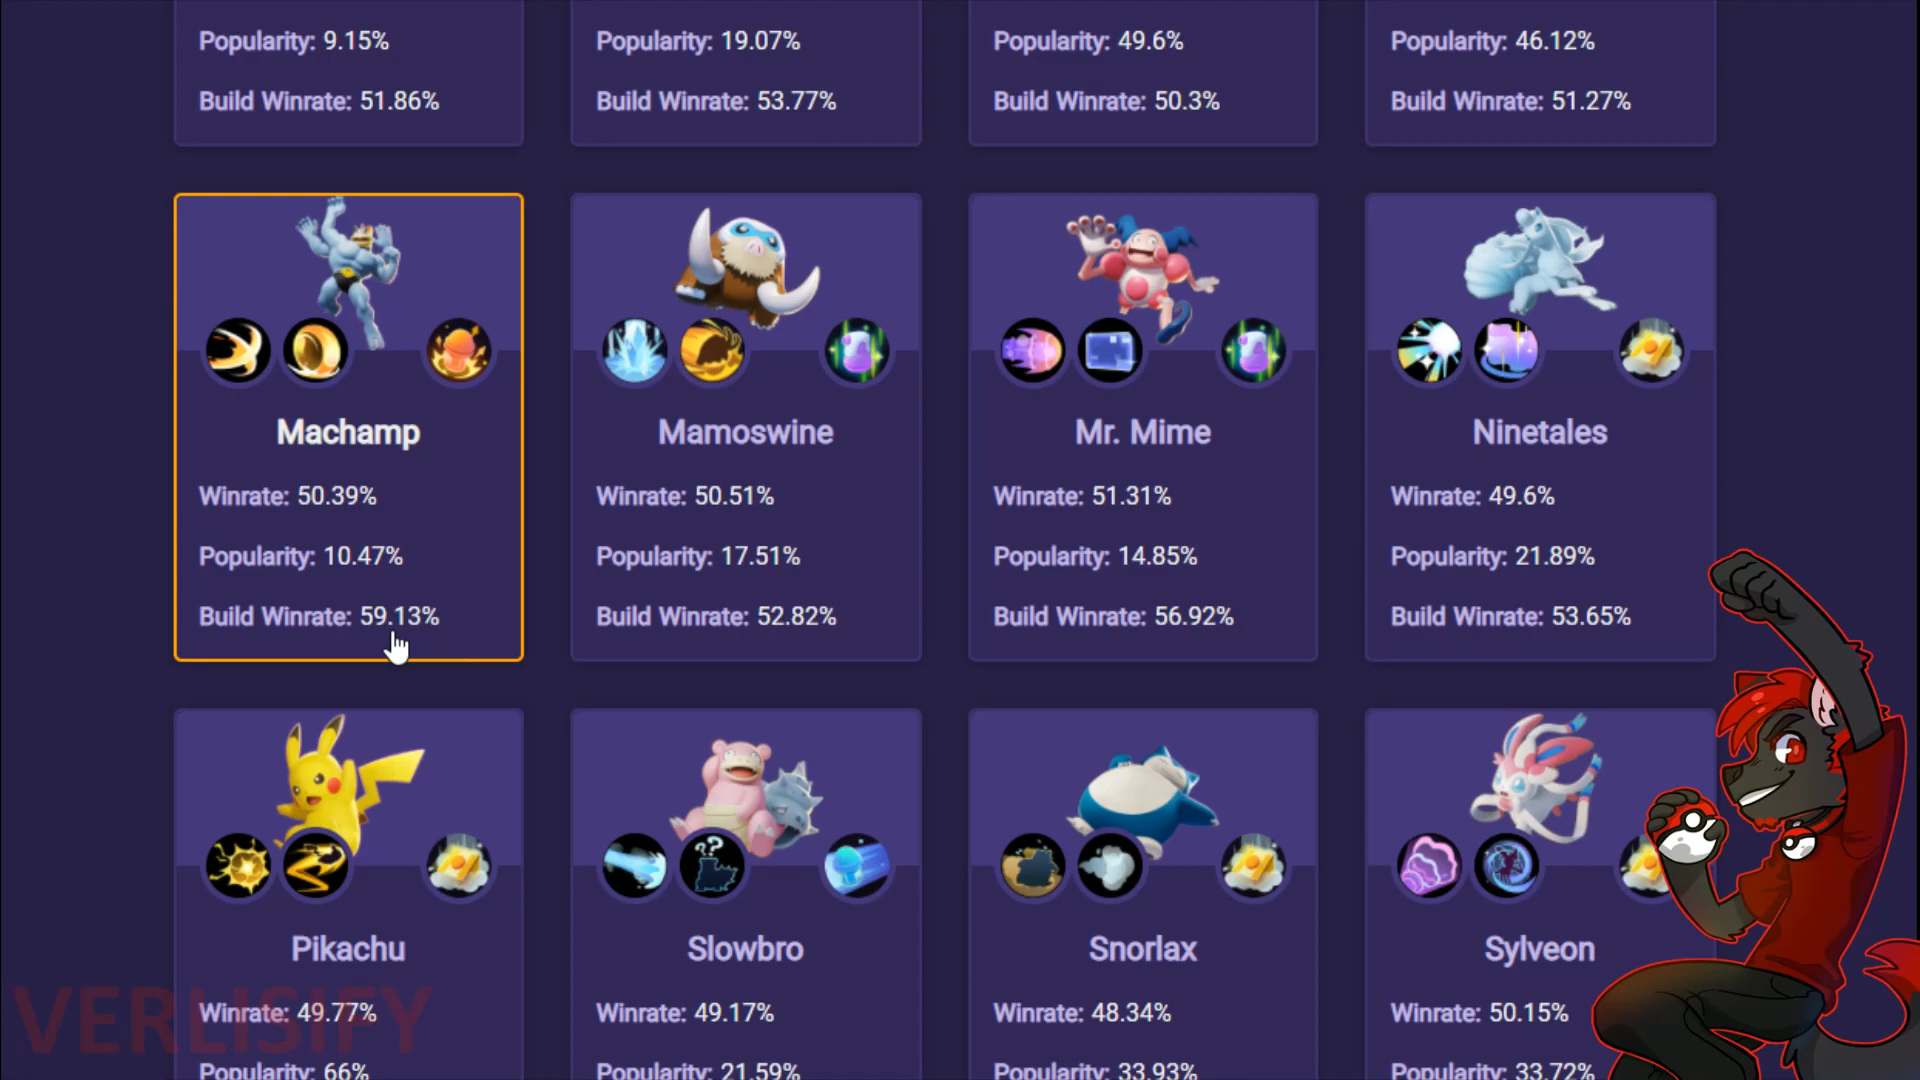 Popularity: 9.15%
Popularity: 19.07%
Popularity: 49.6%
Popularity: 46.12%
Build Winrate: 51.86%
Build Winrate: 53.77%
Build Winrate: 50.3%
Build Winrate: 51.27%
Machamp
Winrate: 50.39%
Popularity: 10.47%
Build Winrate: 59.13%
Mamoswine
Winrate: 50.51%
Popularity: 17.51%
Build Winrate: 52.82%
Mr. Mime
Winrate: 51.31%
Popularity: 14.85%
Build Winrate: 56.92%
Ninetales
Winrate: 49.6%
Popularity: 21.89%
Build Winrate: 53.65%
Pikachu
Winrate: 49.77%
Popularity: 66%
Slowbro
Winrate: 49.17%
Popularity: 21.59%
??
Snorlax
Winrate: 48.34%
Popularity: 33.93%
Sylveon
Winrate: 50.15%
Popularity: 33.72%
VERLISIFY